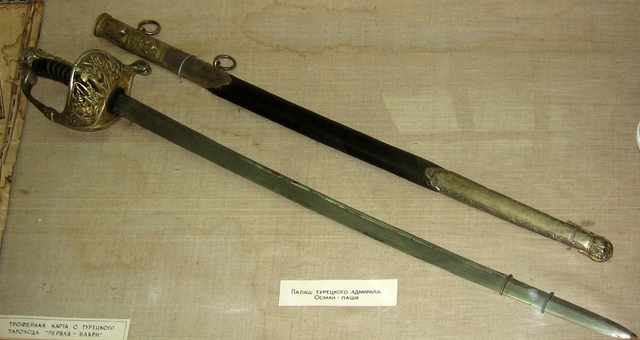 Палаш турецкого адмирала
Осман - паши
Трофейная карта с турецкого
парохода "Перваз - Бахри"